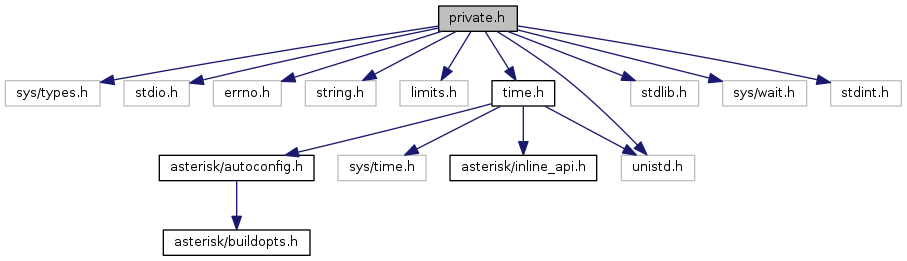 private.h
sys/types.h
stdio.h
errno.h
string.h
limits.h
time.h
stdlib.h
sys/wait.h
stdint.h
asterisk/autoconfig.h
sys/time.h
asterisk/inline_api.h
unistd.h
asterisk/buildopts.h